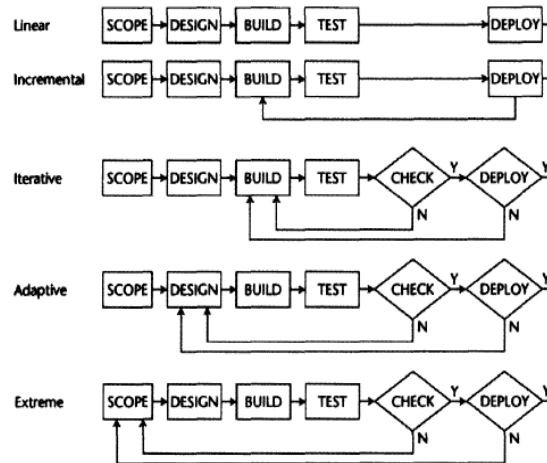 Linear SCOPE DESIGN BUILD TEST DEPLOY
Incremental SCOPE DESIGN BUILD TEST DEPLOY
Iterative SCOPE DESIGN BUILD TEST CHECK Y DEPLOY Y
N N
Adaptive SCOPE DESIGN BUILD TEST CHECK Y DEPLOY Y
N N
Extreme SCOPE DESIGN BUILD TEST CHECK Y DEPLOY Y
N N